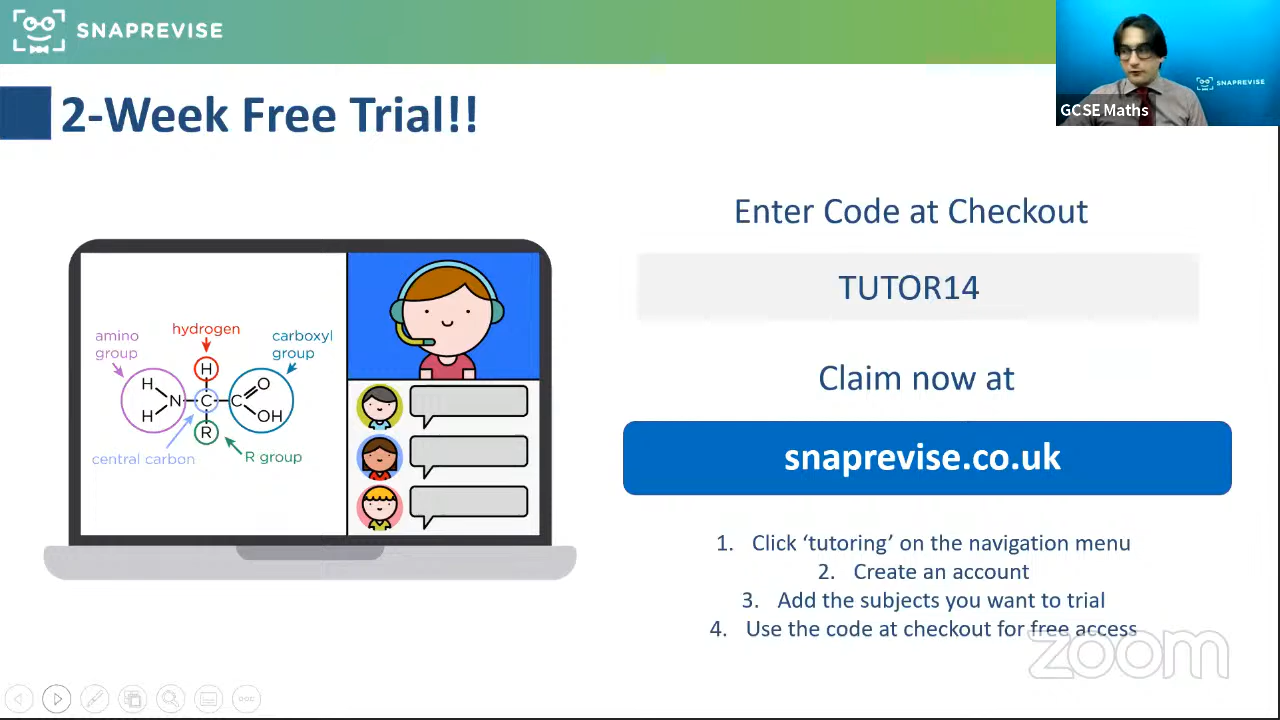 SNAPREVISE
SNAPREVISE
GCSE Maths
2-Week Free Trial!!
Enter Code at Checkout
TUTOR14
Claim now at
snaprevise.co.uk
1. Click ‘tutoring’ on the navigation menu
2. Create an account
3. Add the subjects you want to trial
4. Use the code at checkout for free access
amino
group
hydrogen
carboxyl
group
H
H
O
N C C
H
OH
R
central carbon
R group
zoom